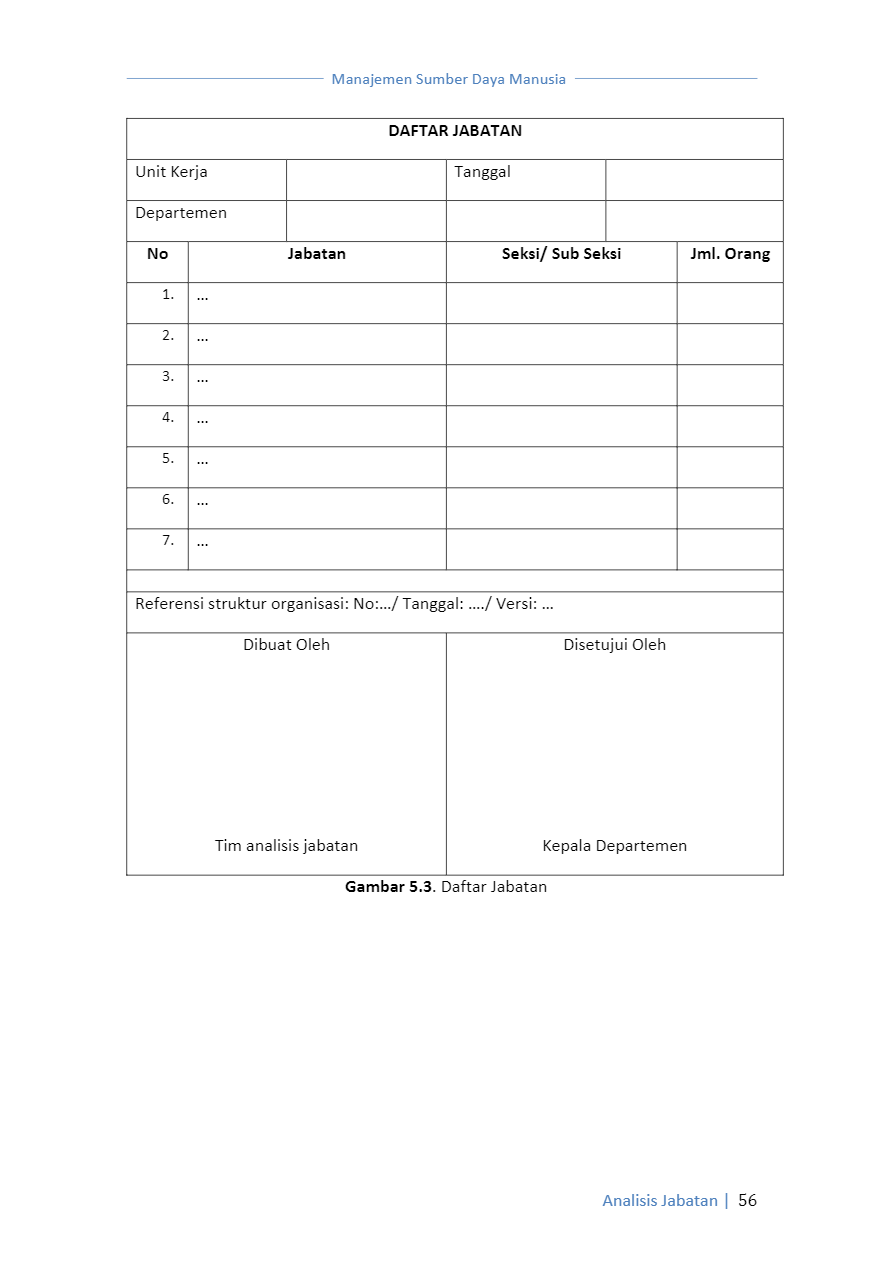 Manajemen Sumber Daya Manusia
DAFTAR JABATAN
Unit Kerja Tanggal
Departemen
No Jabatan Seksi/ Sub Seksi Jml. Orang
1. ...
2. ...
3. ...
4. ...
5. ...
6. ...
7. ...
Referensi struktur organisasi: No:.../ Tanggal: ..../ Versi: ...
Dibuat Oleh Disetujui Oleh
Tim analisis jabatan Kepala Departemen
Gambar 5.3. Daftar Jabatan
Analisis Jabatan | 56